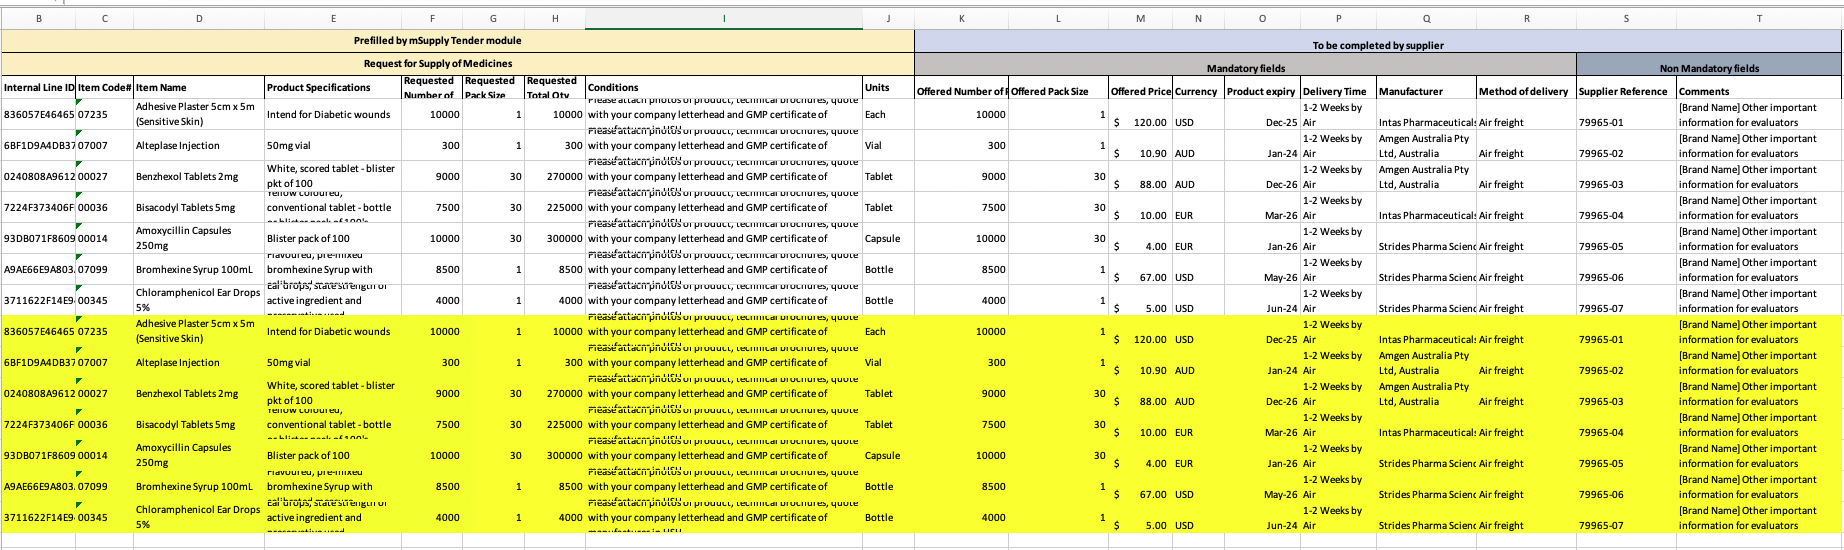 B C D E F G H I J K L M N O P Q R S T
Prefilled by mSupply Tender module To be completed by supplier
Request for Supply of Medicines Mandatory fields Non Mandatory fields
Internal Line ID Item Code# Item Name Product Specifications Requested Number of Requested Pack Size Requested Total Qty Conditions Units Offered Number of Offered Pack Size Offered Price Currency Product expiry Delivery Time Manufacturer Method of delivery Supplier Reference Comments
836057E46465 07235 Adhesive Plaster 5cm x 5m (Sensitive Skin) Intend for Diabetic wounds 10000 1 10000 Please attach photos of product, technical brochures, quote with your company letterhead and GMP certificate of Each 10000 1 $ 120.00 USD Dec-25 1-2 Weeks by Air Intas Pharmaceuticals Air freight 79965-01 [Brand Name] Other important information for evaluators
6BF1D9A4DB37 07007 Alteplase Injection 50mg vial 300 1 300 Please attach photos of product, technical brochures, quote with your company letterhead and GMP certificate of Vial 300 1 $ 10.90 AUD Jan-24 1-2 Weeks by Air Amgen Australia Pty Ltd, Australia Air freight 79965-02 [Brand Name] Other important information for evaluators
0240808A9612 00027 Benzhexol Tablets 2mg White, scored tablet - blister pkt of 100 9000 30 270000 Please attach photos of product, technical brochures, quote with your company letterhead and GMP certificate of Tablet 9000 30 $ 88.00 AUD Dec-26 1-2 Weeks by Air Amgen Australia Pty Ltd, Australia Air freight 79965-03 [Brand Name] Other important information for evaluators
7224F373406F 00036 Bisacodyl Tablets 5mg Yellow coloured, conventional tablet - bottle or blister pack of 100's 7500 30 225000 Please attach photos of product, technical brochures, quote with your company letterhead and GMP certificate of Tablet 7500 30 $ 10.00 EUR Mar-26 1-2 Weeks by Air Intas Pharmaceuticals Air freight 79965-04 [Brand Name] Other important information for evaluators
93DB071F8609 00014 Amoxycillin Capsules 250mg Blister pack of 100 10000 30 300000 Please attach photos of product, technical brochures, quote with your company letterhead and GMP certificate of Capsule 10000 30 $ 4.00 EUR Jan-26 1-2 Weeks by Air Strides Pharma Scienc Air freight 79965-05 [Brand Name] Other important information for evaluators
A9AE66E9A803 07099 Bromhexine Syrup 100mL Flavoured, pre-mixed bromhexine Syrup with 8500 1 8500 Please attach photos of product, technical brochures, quote with your company letterhead and GMP certificate of Bottle 8500 1 $ 67.00 USD May-26 1-2 Weeks by Air Strides Pharma Scienc Air freight 79965-06 [Brand Name] Other important information for evaluators
3711622F14E9 00345 Chloramphenicol Ear Drops 5% Ear drops, state strength of active ingredient and 4000 1 4000 Please attach photos of product, technical brochures, quote with your company letterhead and GMP certificate of Bottle 4000 1 $ 5.00 USD Jun-24 1-2 Weeks by Air Strides Pharma Scienc Air freight 79965-07 [Brand Name] Other important information for evaluators
836057E46465 07235 Adhesive Plaster 5cm x 5m (Sensitive Skin) Intend for Diabetic wounds 10000 1 10000 Please attach photos of product, technical brochures, quote with your company letterhead and GMP certificate of Each 10000 1 $ 120.00 USD Dec-25 1-2 Weeks by Air Intas Pharmaceuticals Air freight 79965-01 [Brand Name] Other important information for evaluators
6BF1D9A4DB37 07007 Alteplase Injection 50mg vial 300 1 300 Please attach photos of product, technical brochures, quote with your company letterhead and GMP certificate of Vial 300 1 $ 10.90 AUD Jan-24 1-2 Weeks by Air Amgen Australia Pty Ltd, Australia Air freight 79965-02 [Brand Name] Other important information for evaluators
0240808A9612 00027 Benzhexol Tablets 2mg White, scored tablet - blister pkt of 100 9000 30 270000 Please attach photos of product, technical brochures, quote with your company letterhead and GMP certificate of Tablet 9000 30 $ 88.00 AUD Dec-26 1-2 Weeks by Air Amgen Australia Pty Ltd, Australia Air freight 79965-03 [Brand Name] Other important information for evaluators
7224F373406F 00036 Bisacodyl Tablets 5mg Yellow coloured, conventional tablet - bottle or blister pack of 100's 7500 30 225000 Please attach photos of product, technical brochures, quote with your company letterhead and GMP certificate of Tablet 7500 30 $ 10.00 EUR Mar-26 1-2 Weeks by Air Intas Pharmaceuticals Air freight 79965-04 [Brand Name] Other important information for evaluators
93DB071F8609 00014 Amoxycillin Capsules 250mg Blister pack of 100 10000 30 300000 Please attach photos of product, technical brochures, quote with your company letterhead and GMP certificate of Capsule 10000 30 $ 4.00 EUR Jan-26 1-2 Weeks by Air Strides Pharma Scienc Air freight 79965-05 [Brand Name] Other important information for evaluators
A9AE66E9A803 07099 Bromhexine Syrup 100mL Flavoured, pre-mixed bromhexine Syrup with 8500 1 8500 Please attach photos of product, technical brochures, quote with your company letterhead and GMP certificate of Bottle 8500 1 $ 67.00 USD May-26 1-2 Weeks by Air Strides Pharma Scienc Air freight 79965-06 [Brand Name] Other important information for evaluators
3711622F14E9 00345 Chloramphenicol Ear Drops 5% Ear drops, state strength of active ingredient and 4000 1 4000 Please attach photos of product, technical brochures, quote with your company letterhead and GMP certificate of Bottle 4000 1 $ 5.00 USD Jun-24 1-2 Weeks by Air Strides Pharma Scienc Air freight 79965-07 [Brand Name] Other important information for evaluators